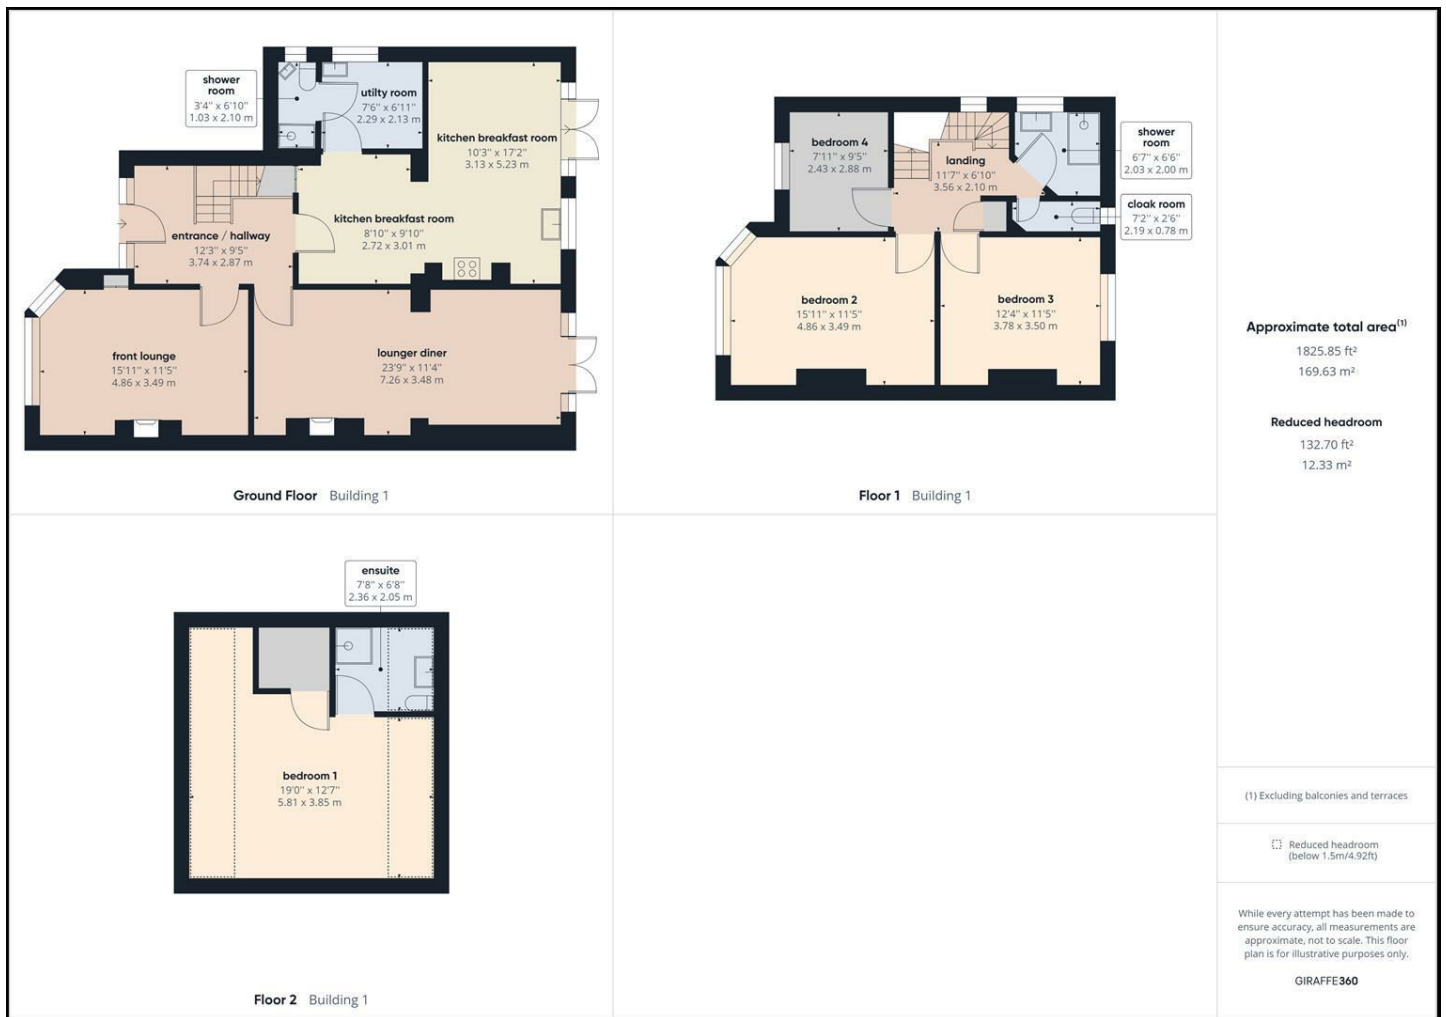 shower
room
3'4" x 6'10"
1.03 x 2.10 m
utilty room
7'6" x 6'11"
2.29 x 2.13 m
kitchen breakfast room
10'3" x 17'2"
3.13 x 5.23 m
kitchen breakfast room
8'10" x 9'10"
2.72 x 3.01 m
entrance / hallway
12'3" x 9'5"
3.74 x 2.87 m
front lounge
15'11" x 11'5"
4.86 x 3.49 m
lounger diner
23'9" x 11'4"
7.26 x 3.48 m
Ground Floor Building 1
bedroom 4
7'11" x 9'5"
2.43 x 2.88 m
landing
11'7" x 6'10"
3.56 x 2.10 m
shower
room
6'7" x 6'6"
2.03 x 2.00 m
cloak room
7'2" x 2'6"
2.19 x 0.78 m
bedroom 2
15'11" x 11'5"
4.86 x 3.49 m
bedroom 3
12'4" x 11'5"
3.78 x 3.50 m
Floor 1 Building 1
ensuite
7'8" x 6'8"
2.36 x 2.05 m
bedroom 1
19'0" x 12'7"
5.81 x 3.85 m
Floor 2 Building 1
Approximate total area(1)
1825.85 ft²
169.63 m²
Reduced headroom
132.70 ft²
12.33 m²
(1) Excluding balconies and terraces
Reduced headroom
(below 1.5m/4.92ft)
While every attempt has been made to
ensure accuracy, all measurements are
approximate, not to scale. This floor
plan is for illustrative purposes only.
GIRAFFE360